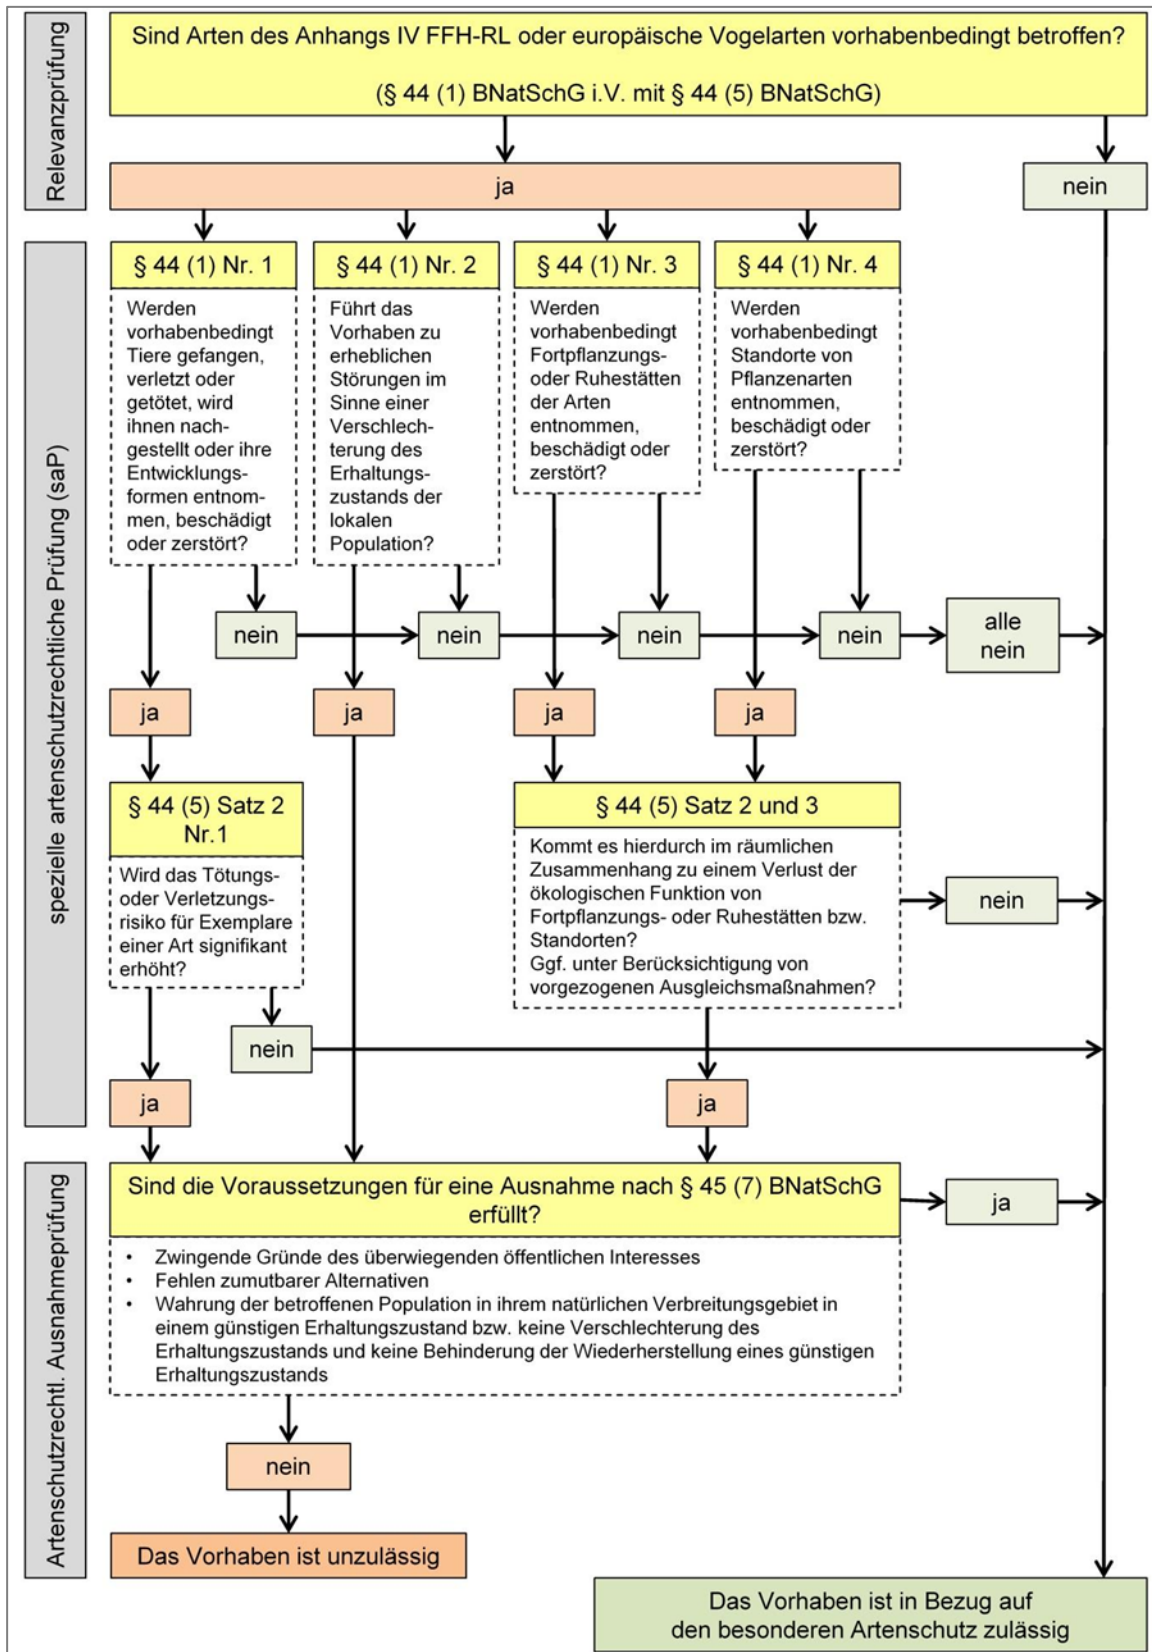 Relevanzprüfung
Sind Arten des Anhangs IV FFH-RL oder europäische Vogelarten vorhabenbedingt betroffen?
(§ 44 (1) BNatSchG i.V. mit § 44 (5) BNatSchG)
ja
nein
spezielle artenschutzrechtliche Prüfung (saP)
§ 44 (1) Nr. 1
Werden
vorhabenbedingt
Tiere gefangen,
verletzt oder
getötet, wird
ihnen nach-
gestellt oder ihre
Entwicklungs-
formen entnom-
men, beschädigt
oder zerstört?
§ 44 (1) Nr. 2
Führt das
Vorhaben zu
erheblichen
Störungen im
Sinne einer
Verschlech-
terung des
Erhaltungs-
zustands der
lokalen
Population?
§ 44 (1) Nr. 3
Werden
vorhabenbedingt
Fortpflanzungs-
oder Ruhestätten
der Arten
entnommen,
beschädigt oder
zerstört?
§ 44 (1) Nr. 4
Werden
vorhabenbedingt
Standorte von
Pflanzenarten
entnommen,
beschädigt oder
zerstört?
nein
nein
nein
nein
alle
nein
ja
ja
ja
ja
§ 44 (5) Satz 2
Nr.1
Wird das Tötungs-
oder Verletzungs-
risiko für Exemplare
einer Art signifikant
erhöht?
§ 44 (5) Satz 2 und 3
Kommt es hierdurch im räumlichen
Zusammenhang zu einem Verlust der
ökologischen Funktion von
Fortpflanzungs- oder Ruhestätten bzw.
Standorten?
Ggf. unter Berücksichtigung von
vorgezogenen Ausgleichsmaßnahmen?
nein
nein
ja
ja
Artenschutzrechtl. Ausnahmeprüfung
Sind die Voraussetzungen für eine Ausnahme nach § 45 (7) BNatSchG
erfüllt?
• Zwingende Gründe des überwiegenden öffentlichen Interesses
• Fehlen zumutbarer Alternativen
• Wahrung der betroffenen Population in ihrem natürlichen Verbreitungsgebiet in
einem günstigen Erhaltungszustand bzw. keine Verschlechterung des
Erhaltungszustands und keine Behinderung der Wiederherstellung eines günstigen
Erhaltungszustands
ja
nein
Das Vorhaben ist unzulässig
Das Vorhaben ist in Bezug auf
den besonderen Artenschutz zulässig